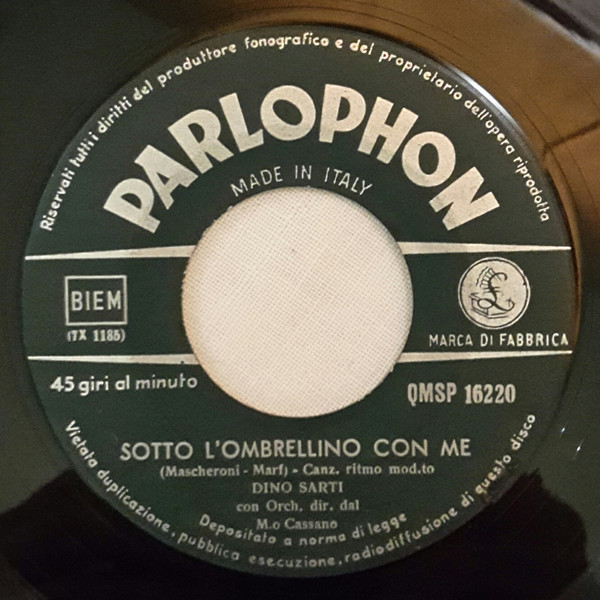 Riservati tutti i diritti del produttore fonografico e del proprietario dell'opera riprodotta
PARLOPHON
MADE IN ITALY
BIEM
(7X 1185)
£
MARCA DI FABBRICA
45 giri al minuto
QMSP 16220
SOTTO L'OMBRELLINO CON ME
(Mascheroni - Marf) - Canz. ritmo mod.to
DINO SARTI
con Orch. dir. dal
M.o Cassano
Depositato a norma di legge
Vietata duplicazione, pubblica esecuzione, radiodiffusione di questo disco